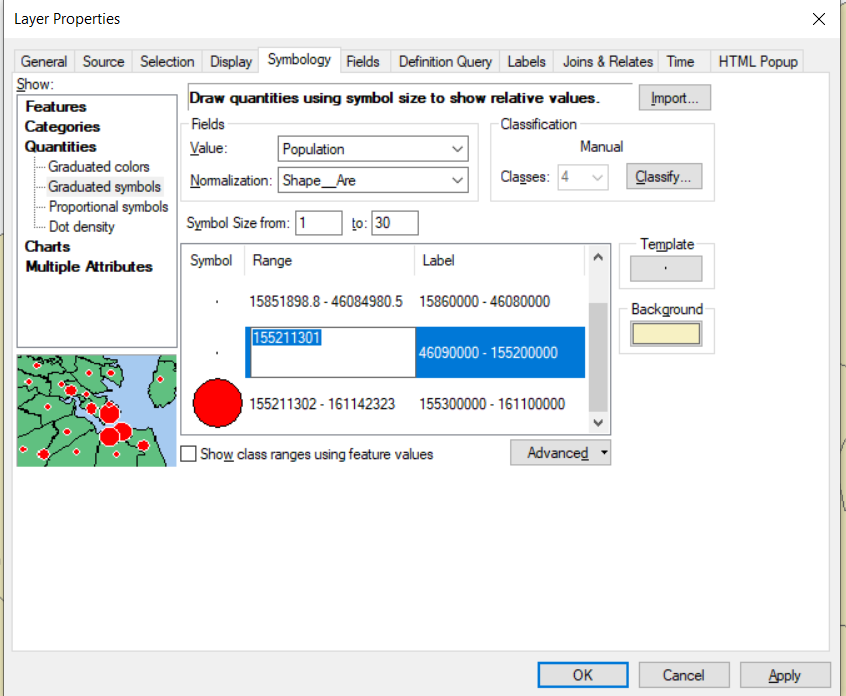 Layer Properties
General Source Selection Display Symbology Fields Definition Query Labels Joins & Relates Time HTML Popup
Show:
Features
Categories
Quantities
Graduated colors
Graduated symbols
Proportional symbols
Dot density
Charts
Multiple Attributes
Draw quantities using symbol size to show relative values.
Import...
Fields
Value: Population
Normalization: Shape__Are
Classification
Manual
Classes: 4 Classify...
Symbol Size from: 1 to: 30
Symbol Range Label
15851898.8 - 46084980.5 15860000 - 46080000
155211301 46090000 - 155200000
155211302 - 161142323 155300000 - 161100000
Template
Background
Show class ranges using feature values
Advanced
OK Cancel Apply